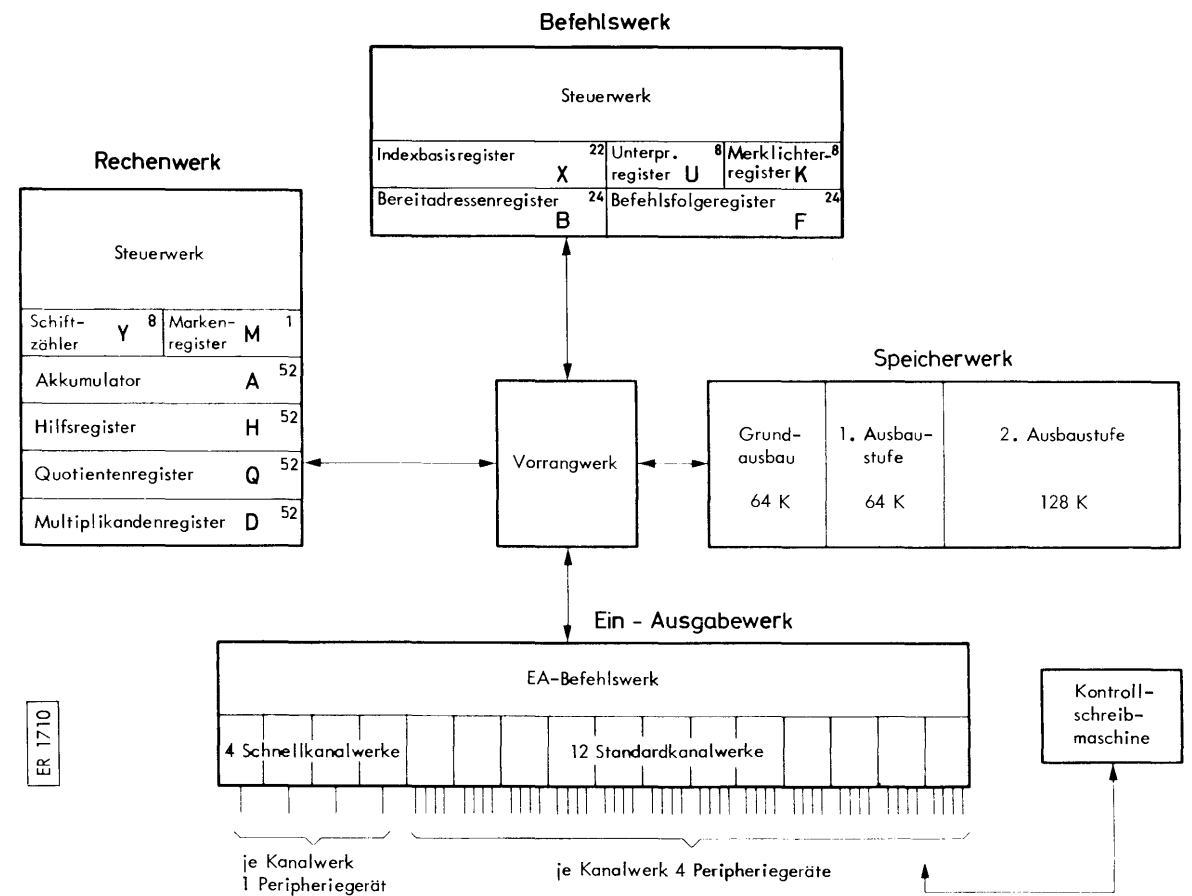 Befehlswerk
Steuerwerk
Indexbasisregister 22
X
Unterpr. 8
register U
Merklichter- 8
register K
Bereitadressenregister 24
B
Befehlsfolgeregister 24
F
Rechenwerk
Steuerwerk
Schift- 8
zähler Y
Marken- 1
register M
Akkumulator A 52
Hilfsregister H 52
Quotientenregister Q 52
Multiplikandenregister D 52
Vorrangwerk
Speicherwerk
Grund-
ausbau
64 K
1. Ausbau-
stufe
64 K
2. Ausbaustufe
128 K
Ein - Ausgabewerk
EA-Befehlswerk
4 Schnellkanalwerke
12 Standardkanalwerke
je Kanalwerk
1 Peripheriegerät
je Kanalwerk 4 Peripheriegeräte
Kontroll-
schreib-
maschine
ER 1710